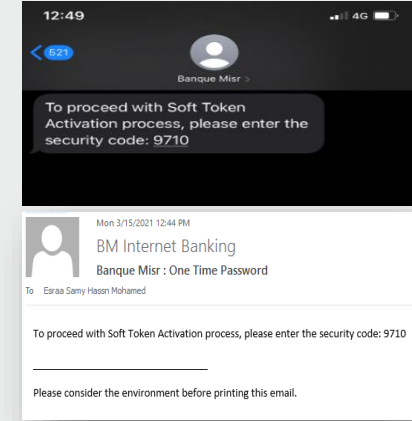 12:49
4G
521
Banque Misr >
To proceed with Soft Token
Activation process, please enter the
security code: 9710
Mon 3/15/2021 12:44 PM
BM Internet Banking
Banque Misr : One Time Password
To Esraa Samy Hassn Mohamed
To proceed with Soft Token Activation process, please enter the security code: 9710
Please consider the environment before printing this email.